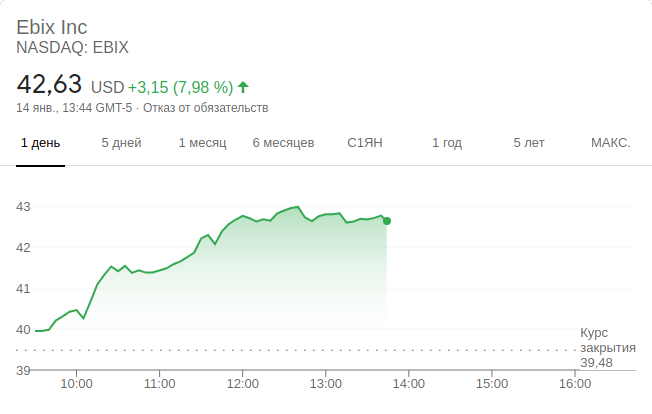 Ebix Inc
NASDAQ: EBIX
42,63 USD +3,15 (7,98 %)
14 янв., 13:44 GMT-5 · Отказ от обязательств
1 день 5 дней 1 месяц 6 месяцев С1ЯН 1 год 5 лет МАКС.
43
42
41
40
39
Курс
закрытия
39,48
10:00 11:00 12:00 13:00 14:00 15:00 16:00